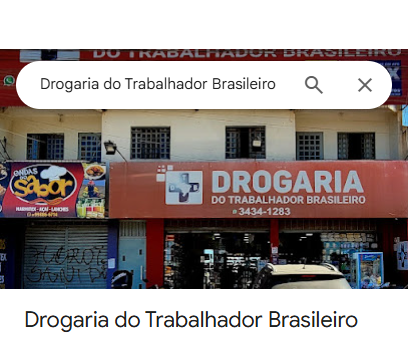 DO TRABALHADOR BRASILEIRO
Drogaria do Trabalhador Brasileiro
ONDAS DO
Sabor
MARMITEX - AÇAÍ - LANCHES
DROGARIA
DO TRABALHADOR BRASILEIRO
3434-1283
Drogaria do Trabalhador Brasileiro